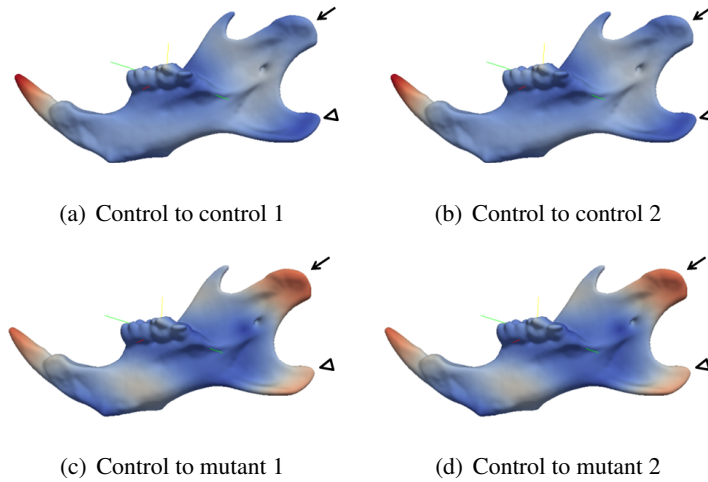 (a) Control to control 1
(b) Control to control 2
(c) Control to mutant 1
(d) Control to mutant 2